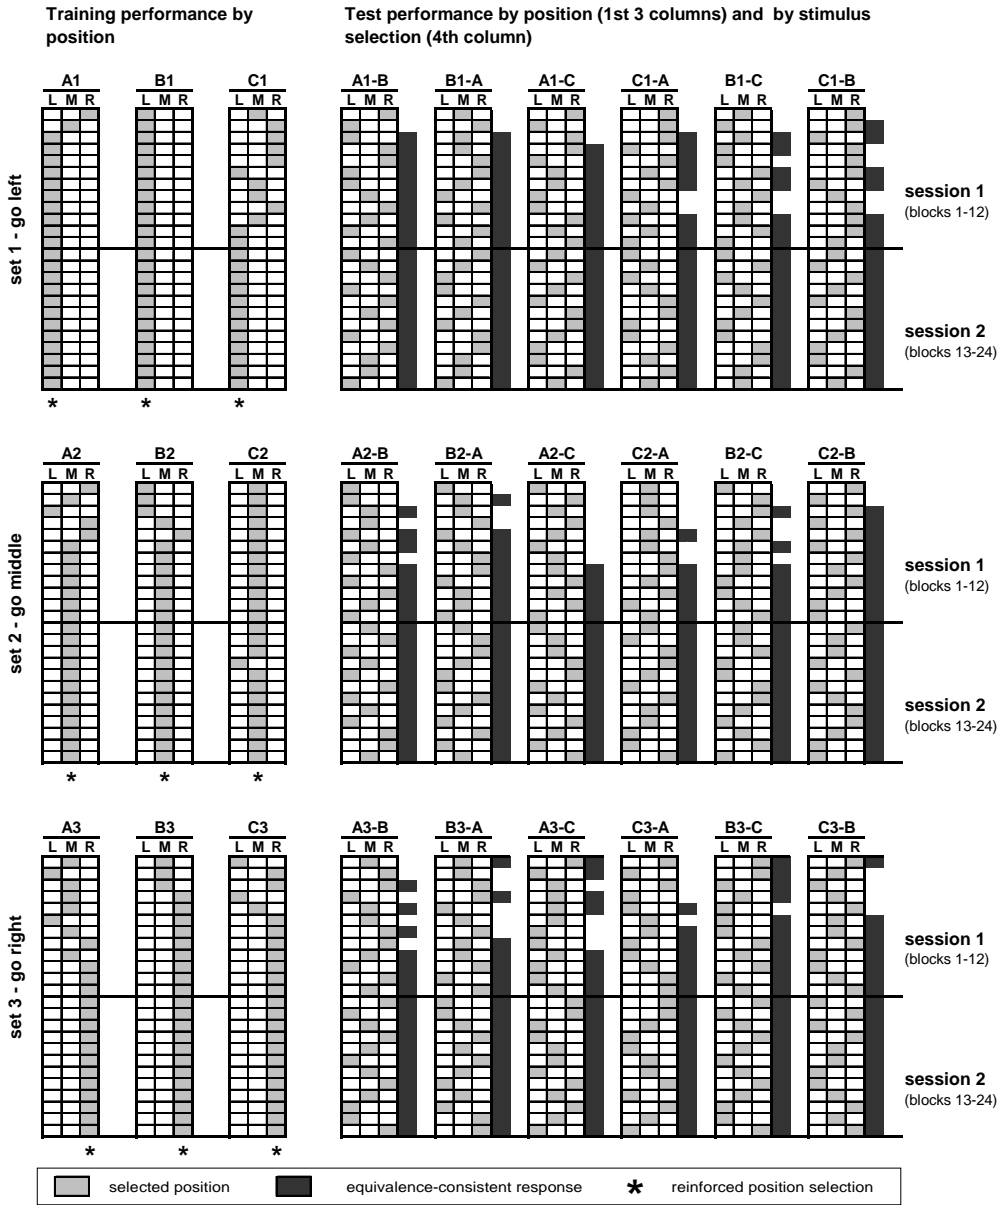 Training performance by
position
Test performance by position (1st 3 columns) and by stimulus
selection (4th column)
A1 B1 C1 A1-B B1-A A1-C C1-A B1-C C1-B
L M R L M R L M R L M R L M R L M R L M R L M R L M R
set 1 - go left
session 1
(blocks 1-12)
session 2
(blocks 13-24)
* * *
A2 B2 C2 A2-B B2-A A2-C C2-A B2-C C2-B
L M R L M R L M R L M R L M R L M R L M R L M R L M R
set 2 - go middle
session 1
(blocks 1-12)
session 2
(blocks 13-24)
* * *
A3 B3 C3 A3-B B3-A A3-C C3-A B3-C C3-B
L M R L M R L M R L M R L M R L M R L M R L M R L M R
set 3 - go right
session 1
(blocks 1-12)
session 2
(blocks 13-24)
* * *
selected position equivalence-consistent response * reinforced position selection